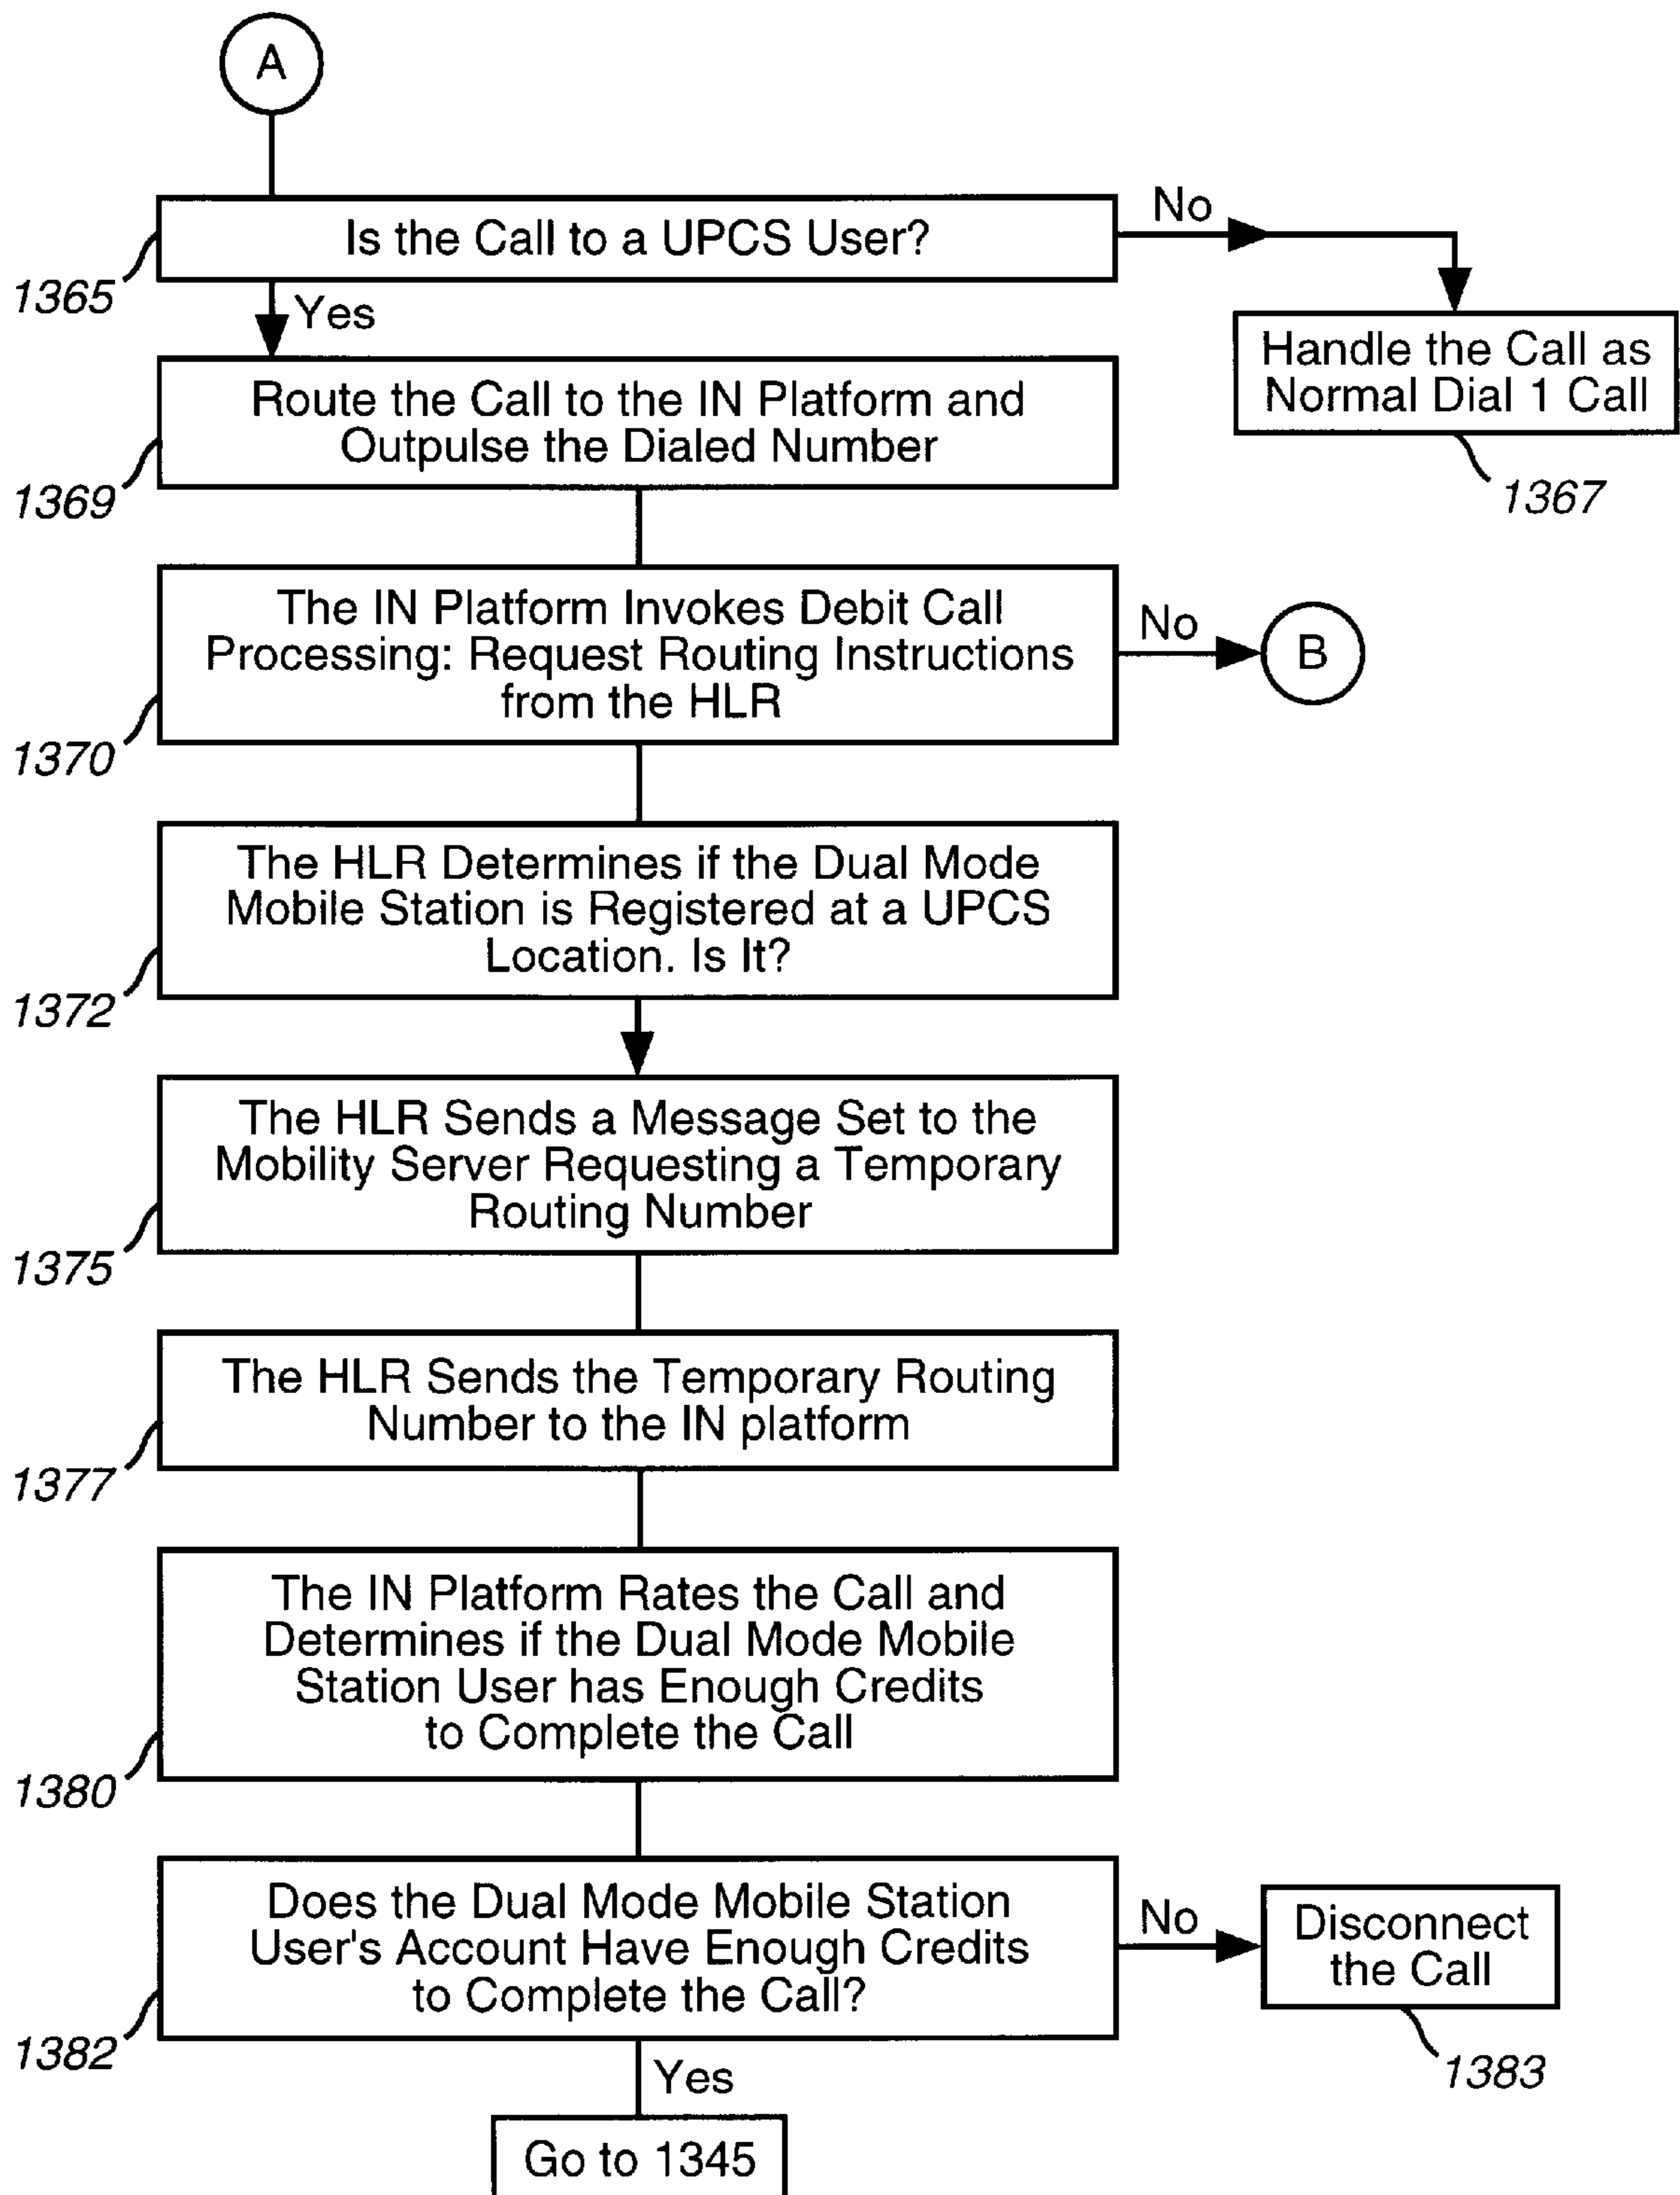 A
Is the Call to a UPCS User?
No
1365
Yes
Handle the Call as
Normal Dial 1 Call
1367
Route the Call to the IN Platform and
Outpulse the Dialed Number
1369
The IN Platform Invokes Debit Call
Processing: Request Routing Instructions
from the HLR
No
B
1370
The HLR Determines if the Dual Mode
Mobile Station is Registered at a UPCS
Location. Is It?
1372
The HLR Sends a Message Set to the
Mobility Server Requesting a Temporary
Routing Number
1375
The HLR Sends the Temporary Routing
Number to the IN platform
1377
The IN Platform Rates the Call and
Determines if the Dual Mode Mobile
Station User has Enough Credits
to Complete the Call
1380
Does the Dual Mode Mobile Station
User's Account Have Enough Credits
to Complete the Call?
No
Disconnect
the Call
1382
1383
Yes
Go to 1345